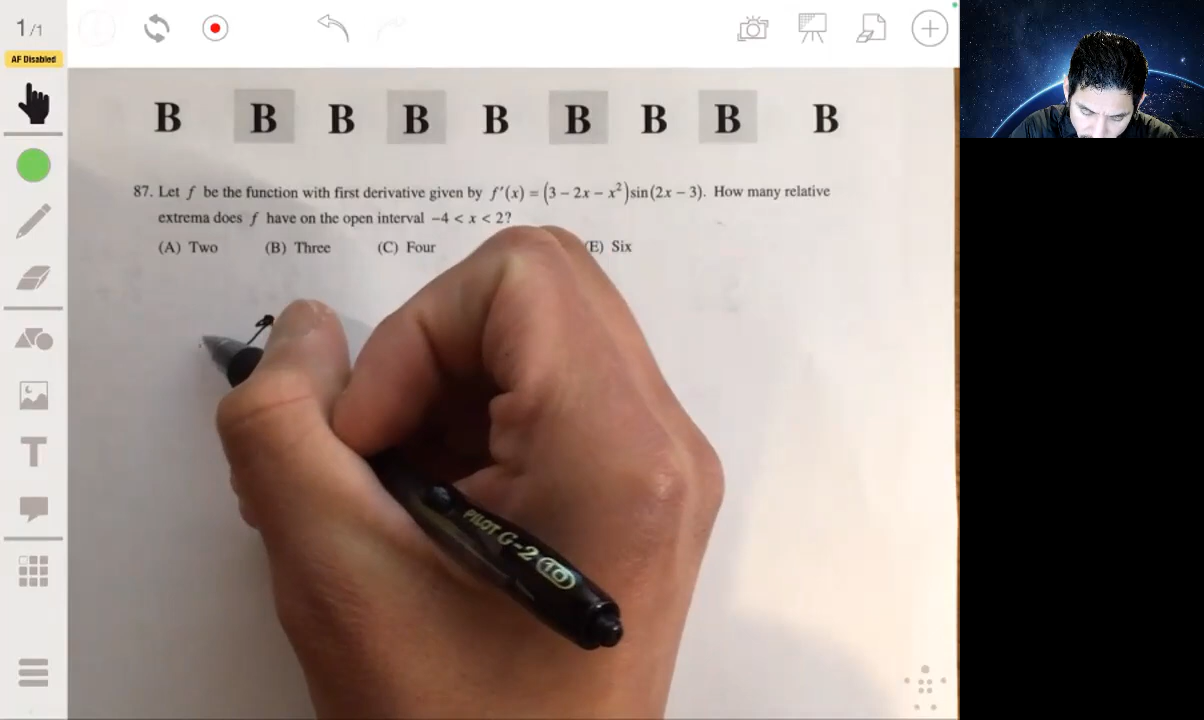 1/1
AF Disabled
B B B B B B B B B
87. Let f be the function with first derivative given by f'(x) = (3 − 2x − x²)sin(2x − 3). How many relative
extrema does f have on the open interval −4 < x < 2?
(A) Two (B) Three (C) Four (E) Six
T
PILOT G-2 10